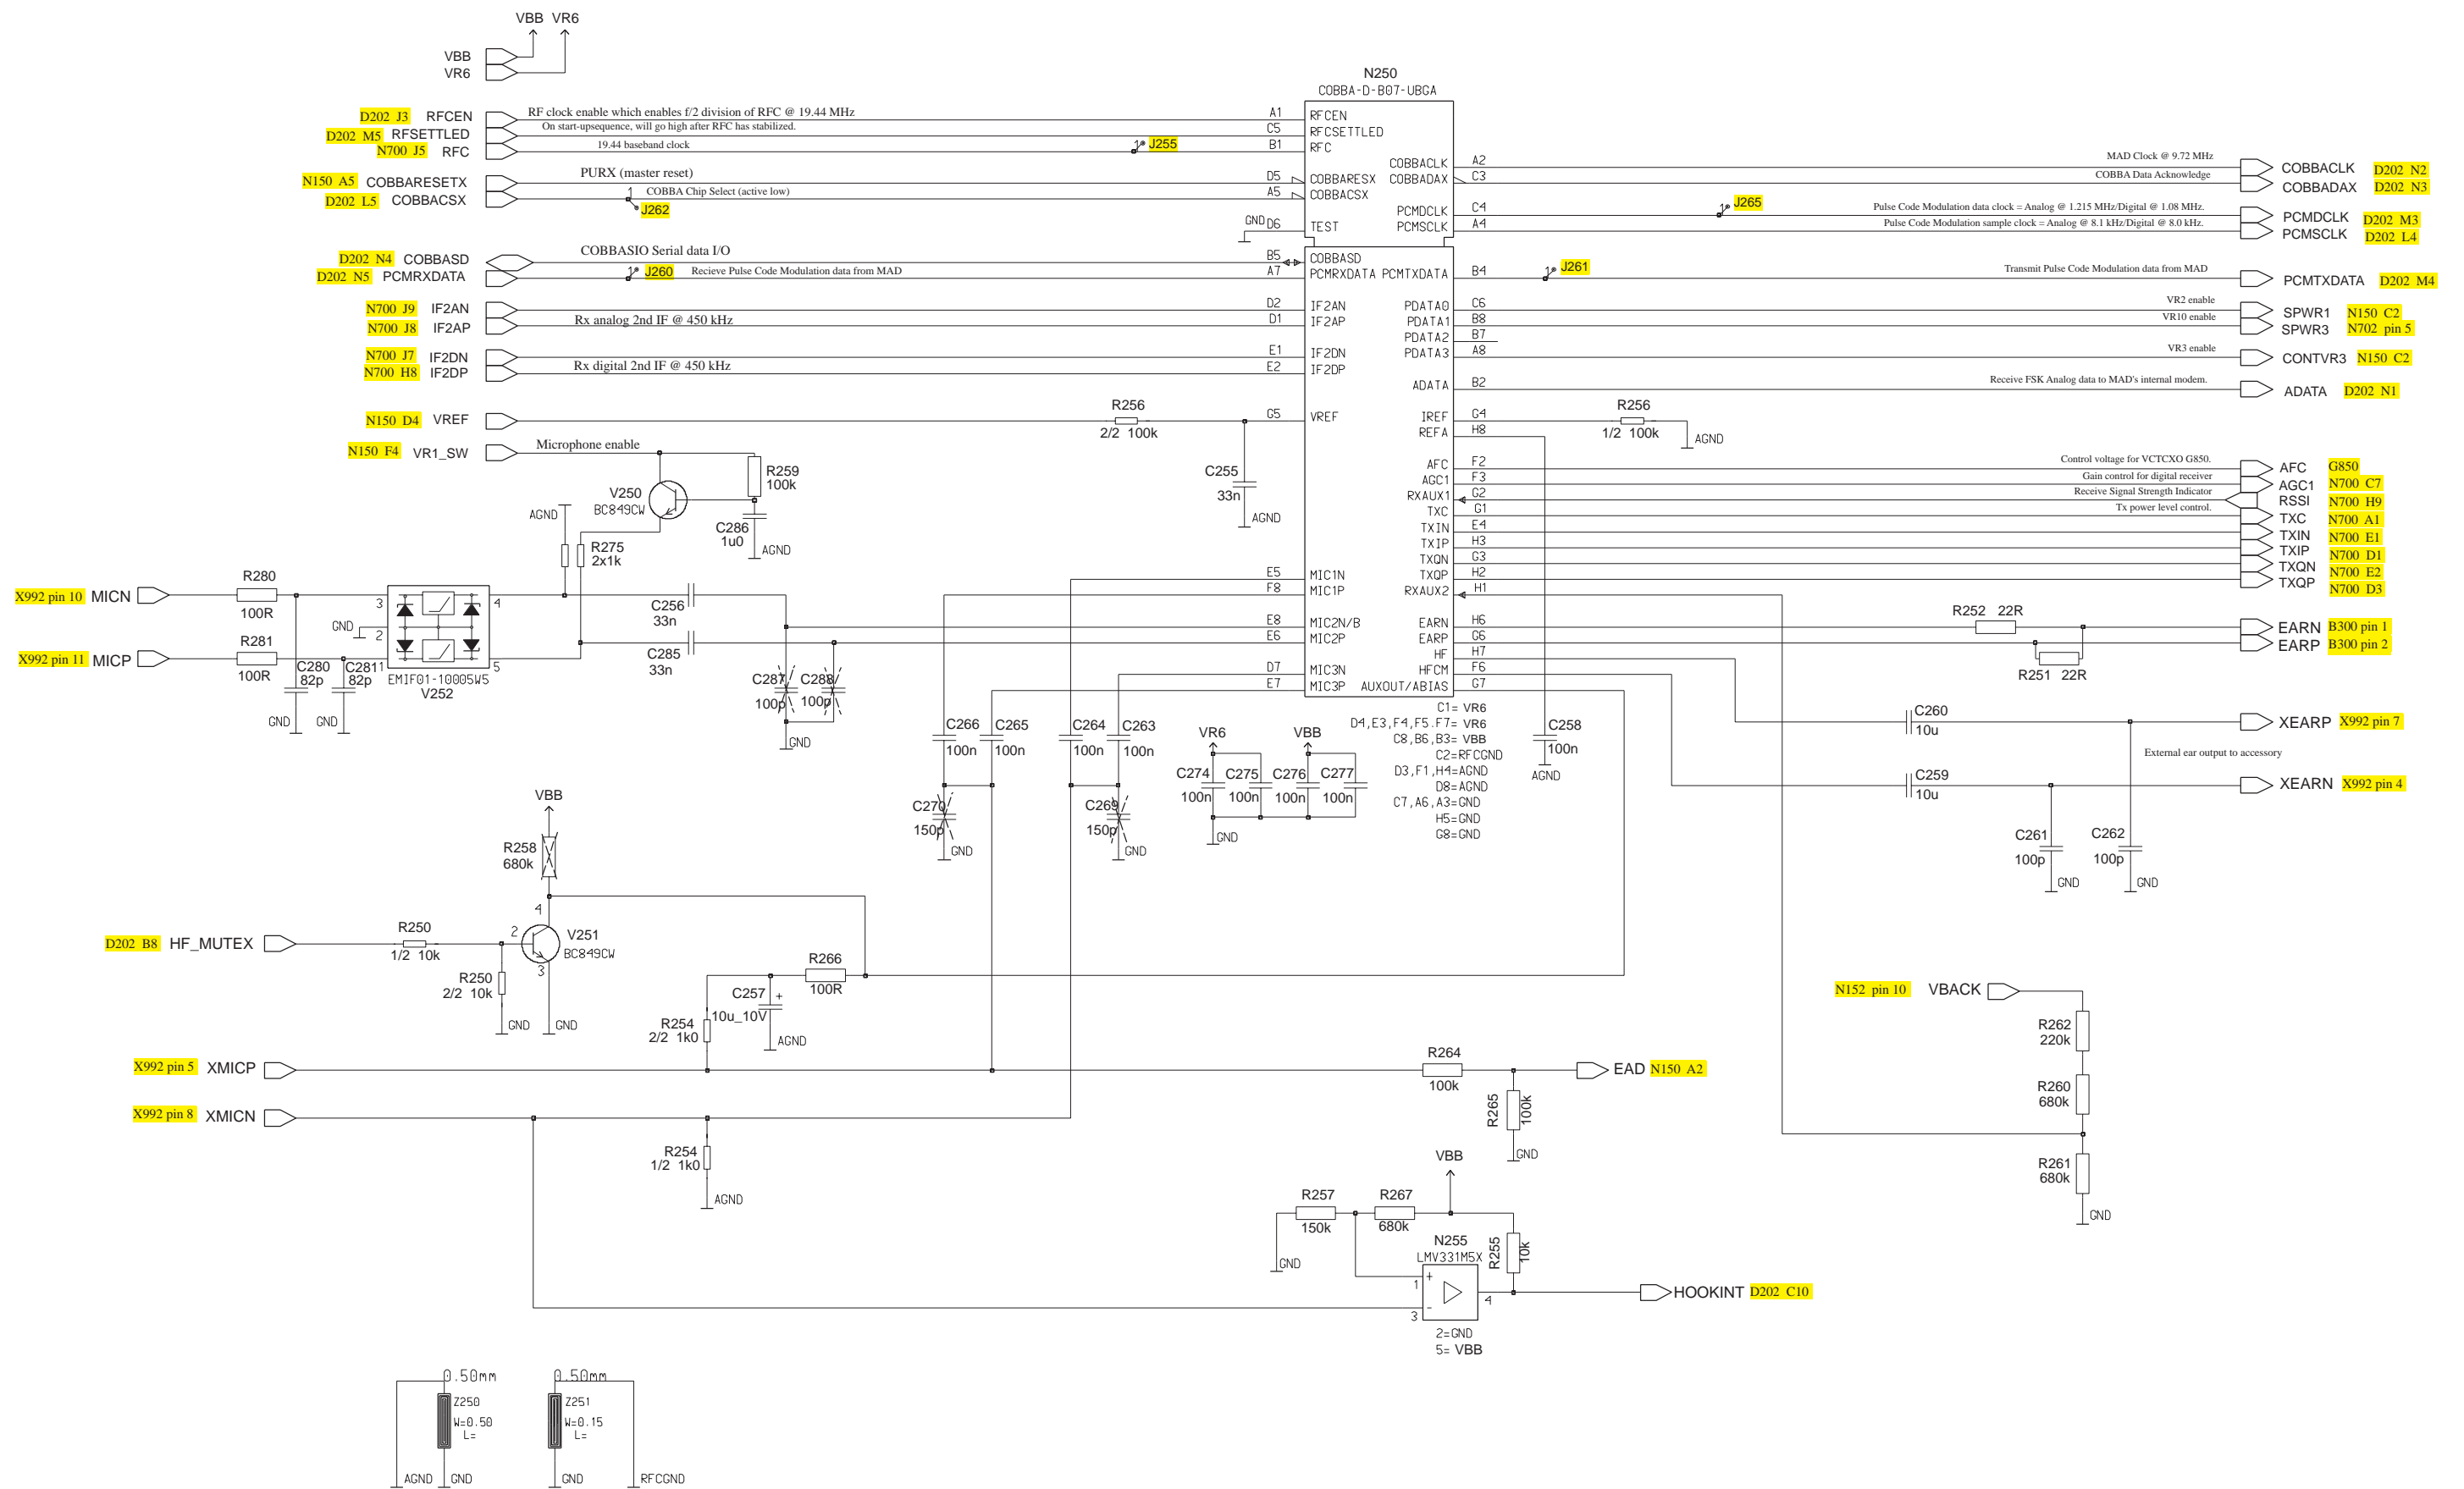 VBB VR6
VBB
VR6
N250
COBBA-D-B07-UBGA
D202 J3 RFCEN RF clock enable which enables f/2 division of RFC @ 19.44 MHz A1 RFCEN
D202 M5 RFSETTLED On start-upsequence, will go high after RFC has stabilized. C5 RFCSETTLED
N700 J5 RFC 19.44 baseband clock J255 B1 RFC
COBBACLK A2 MAD Clock @ 9.72 MHz COBBACLK D202 N2
N150 A5 COBBARESETX PURX (master reset) D5 COBBARESX COBBADAX C3 COBBA Data Acknowledge COBBADAX D202 N3
D202 L5 COBBACSX 1 COBBA Chip Select (active low) A5 COBBACSX
J262
PCMDCLK C4 J265 Pulse Code Modulation data clock = Analog @ 1.215 MHz/Digital @ 1.08 MHz. PCMDCLK D202 M3
GND D6 TEST PCMSCLK A4 Pulse Code Modulation sample clock = Analog @ 8.1 kHz/Digital @ 8.0 kHz. PCMSCLK D202 L4
D202 N4 COBBASD COBBASIO Serial data I/O B5 COBBASD
D202 N5 PCMRXDATA J260 Recieve Pulse Code Modulation data from MAD A7 PCMRXDATA PCMTXDATA B4 J261 Transmit Pulse Code Modulation data from MAD PCMTXDATA D202 M4
N700 J9 IF2AN D2 IF2AN PDATA0 C6 VR2 enable SPWR1 N150 C2
N700 J8 IF2AP Rx analog 2nd IF @ 450 kHz D1 IF2AP PDATA1 B8 VR10 enable SPWR3 N702 pin 5
PDATA2 B7
N700 J7 IF2DN E1 IF2DN PDATA3 A8 VR3 enable CONTVR3 N150 C2
N700 H8 IF2DP Rx digital 2nd IF @ 450 kHz E2 IF2DP
ADATA B2 Receive FSK Analog data to MAD's internal modem. ADATA D202 N1
N150 D4 VREF R256 2/2 100k G5 VREF IREF G4 R256 1/2 100k AGND
REFA H8
N150 F4 VR1_SW Microphone enable
R259
100k
C255
33n
AGND
V250
BC849CW
C286
1u0
AGND
AGND
R275
2x1k
AFC F2 Control voltage for VCTCXO G850. AFC G850
AGC1 F3 Gain control for digital receiver AGC1 N700 C7
RXAUX1 G2 Receive Signal Strength Indicator RSSI N700 H9
TXC G1 Tx power level control. TXC N700 A1
TXIN E4 TXIN N700 E1
TXIP H3 TXIP N700 D1
TXQN G3 TXQN N700 E2
E5 MIC1N TXQP H2 TXQP N700 D3
F8 MIC1P RXAUX2 H1
X992 pin 10 MICN R280
100R
3 4
GND 2
C256
33n
R252 22R
E8 MIC2N/B EARN H6 EARN B300 pin 1
E6 MIC2P EARP G6 EARP B300 pin 2
X992 pin 11 MICP R281
100R
C280
82p
C281
82p
1 5
EMIF01-10005W5
V252
C285
33n
HF H7
D7 MIC3N HFCM F6
E7 MIC3P AUXOUT/ABIAS G7
R251 22R
C287
100p
C288
100p
GND
GND GND
C1= VR6
D4,E3,F4,F5.F7= VR6
C8,B6,B3= VBB
C2=RFCGND
D3,F1,H4=AGND
D8=AGND
C7,A6,A3=GND
H5=GND
G8=GND
C260
10u
XEARP X992 pin 7
External ear output to accessory
C259
10u
XEARN X992 pin 4
C266
100n
C265
100n
C264
100n
C263
100n
VR6 VBB
C258
100n
AGND
C274
100n
C275
100n
C276
100n
C277
100n
GND
C270
150p
GND
C269
150p
GND
C261
100p
GND
C262
100p
GND
VBB
R258
680k
D202 B8 HF_MUTEX R250
1/2 10k
2 4 3
V251
BC849CW
R250
2/2 10k
GND GND
R266
100R
C257 +
10u_10V
AGND
R254
2/2 1k0
N152 pin 10 VBACK
R262
220k
R260
680k
R261
680k
GND
X992 pin 5 XMICP R264
100k
EAD N150 A2
R265
100k
GND
X992 pin 8 XMICN
R254
1/2 1k0
AGND
VBB
R257
150k
R267
680k
GND
N255
LMV331M5X
R255
10k
1 +
3 -
4
HOOKINT D202 C10
2=GND
5= VBB
0.50mm 0.50mm
Z250
W=0.50
L=
Z251
W=0.15
L=
AGND GND GND RFCGND